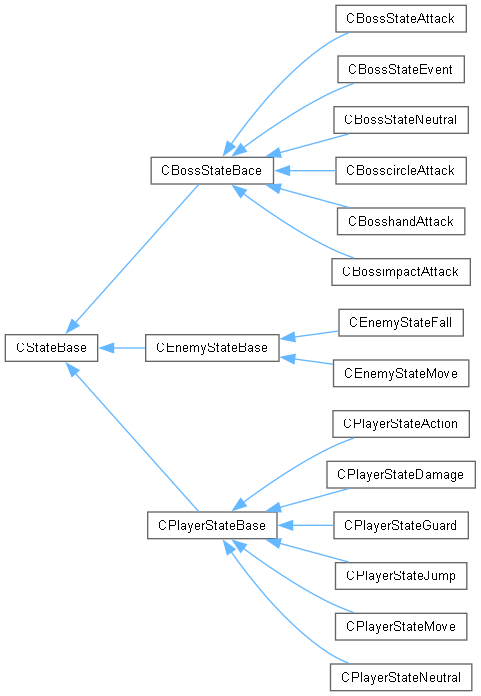 CBossStateAttack
CBossStateEvent
CBossStateNeutral
CBossStateBace
CBosscircleAttack
CBosshandAttack
CBossimpactAttack
CEnemyStateFall
CStateBase
CEnemyStateBase
CEnemyStateMove
CPlayerStateAction
CPlayerStateDamage
CPlayerStateBase
CPlayerStateGuard
CPlayerStateJump
CPlayerStateMove
CPlayerStateNeutral